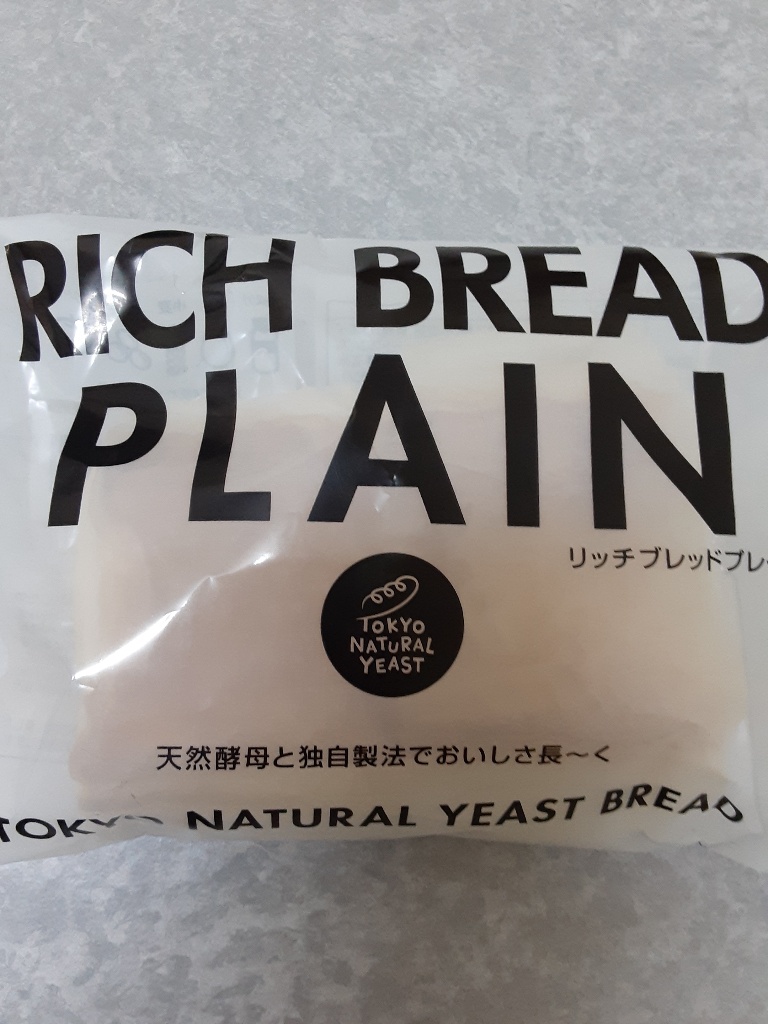 RICH BREAD
PLAIN
リッチブレッドプレ
TOKYO
NATURAL
YEAST
天然酵母と独自製法でおいしさ長〜く
TOKYO NATURAL YEAST BREAD